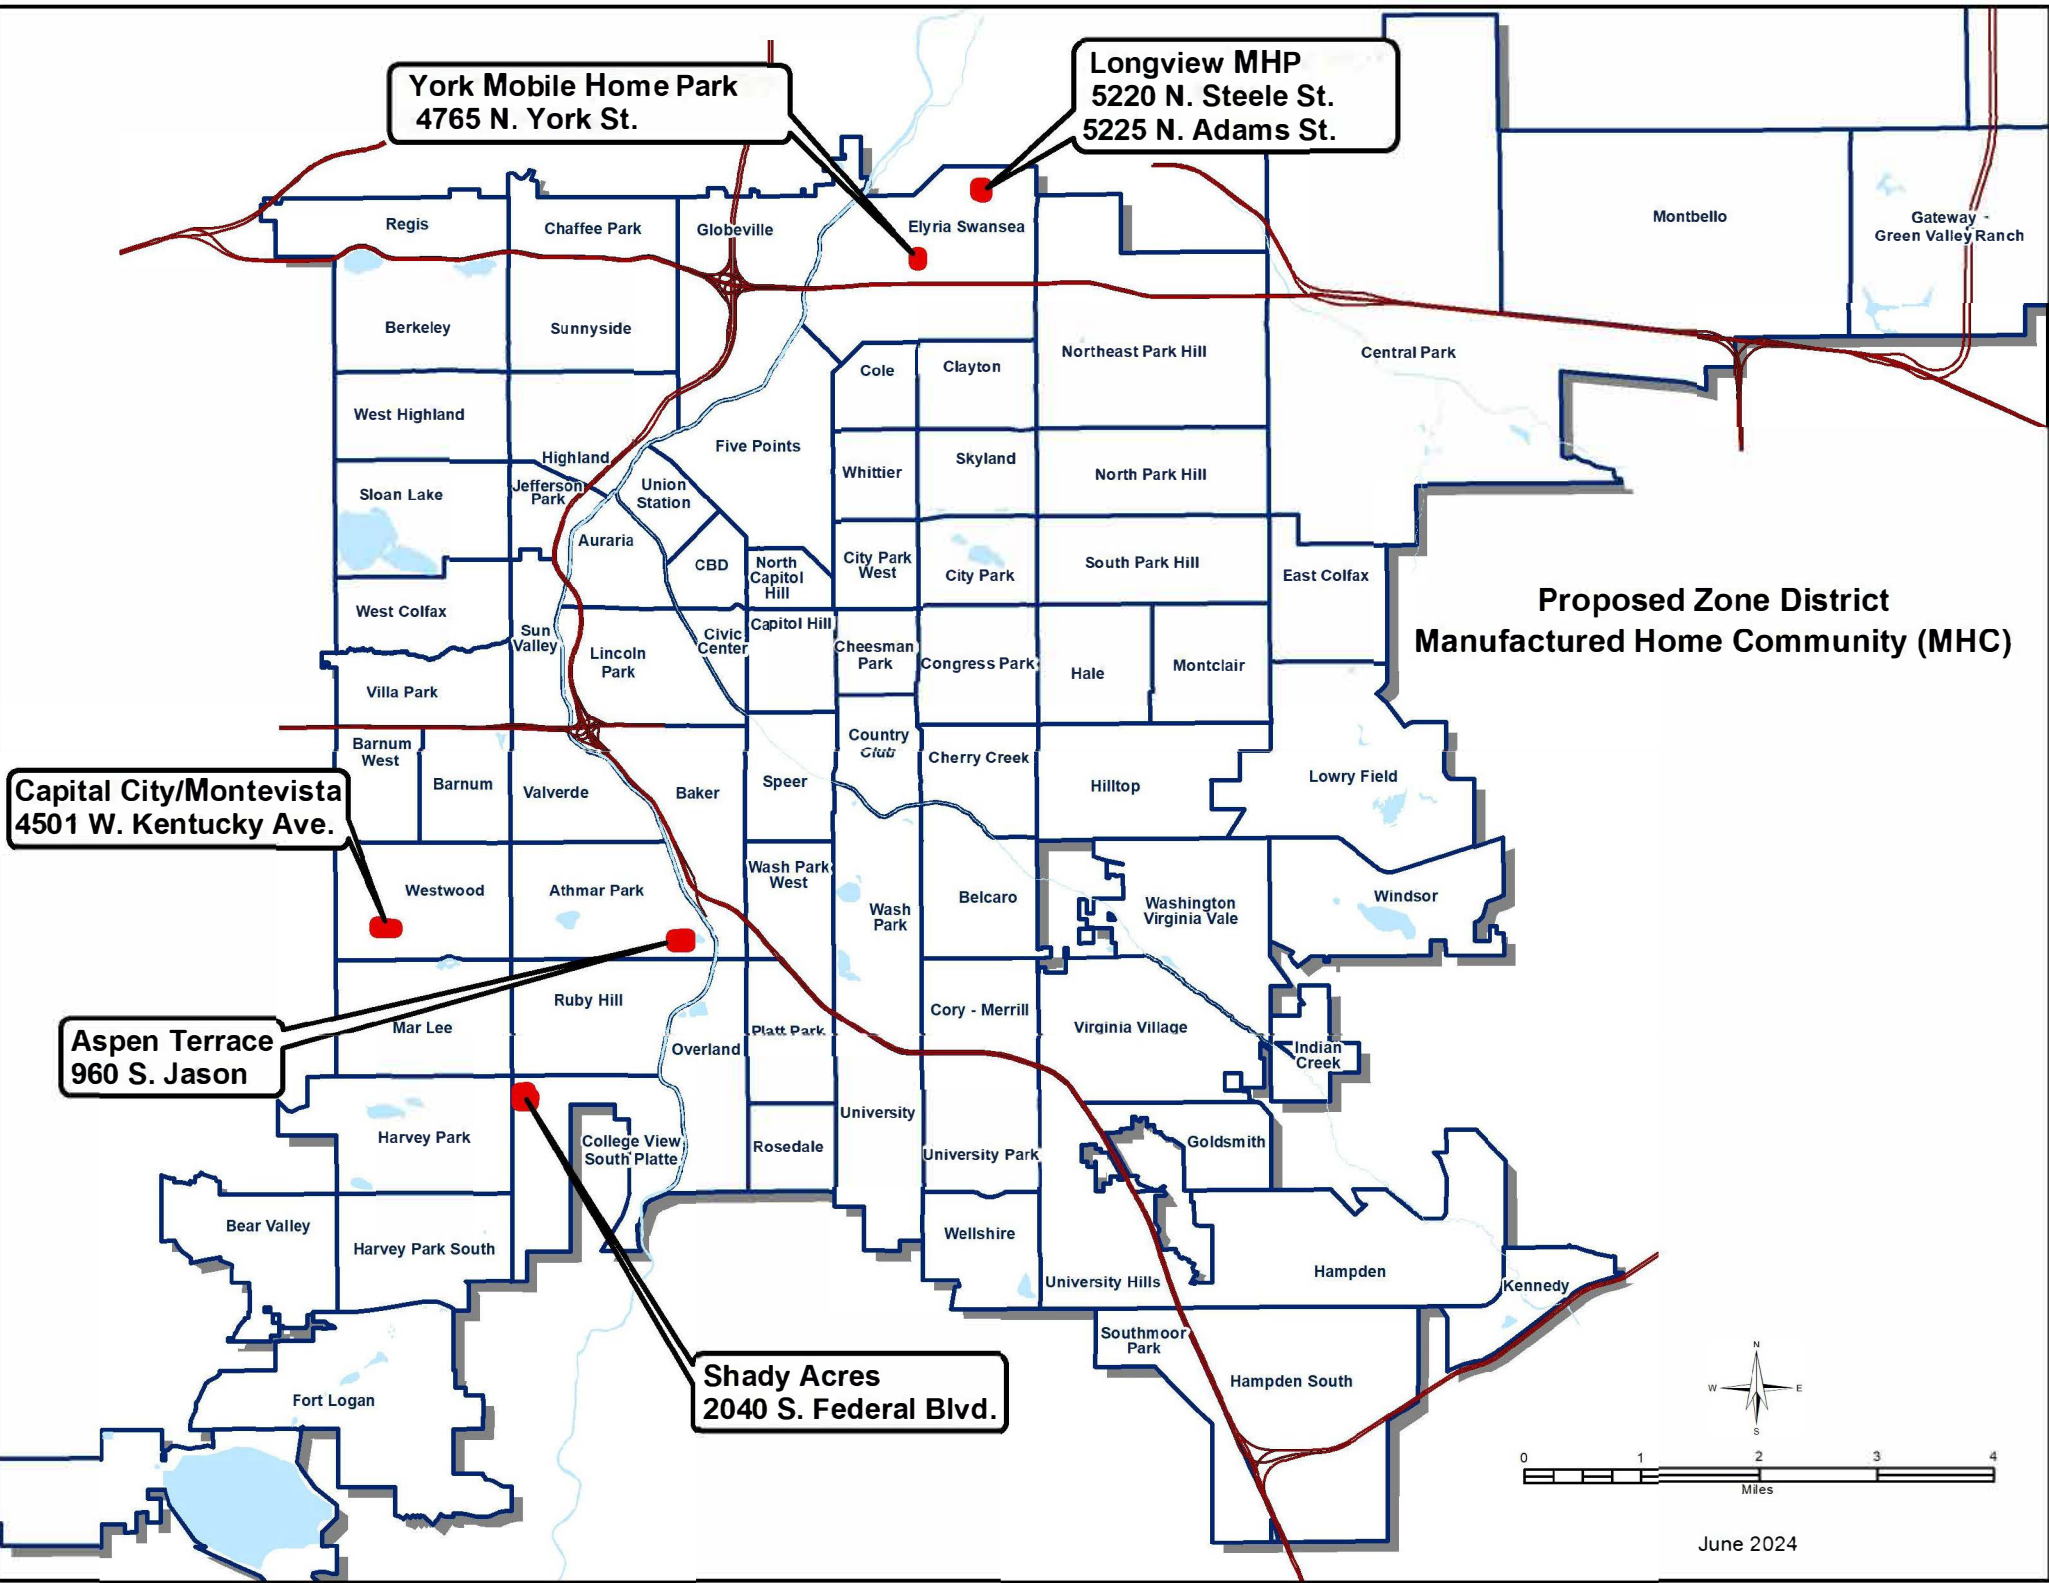 York Mobile Home Park
4765 N. York St.
Longview MHP
5220 N. Steele St.
5225 N. Adams St.
Regis
Chaffee Park
Globeville
Elyria Swansea
Montbello
Gateway -
Green Valley Ranch
Berkeley
Sunnyside
Northeast Park Hill
Central Park
Cole
Clayton
West Highland
Highland
Five Points
Whittier
Skyland
North Park Hill
Sloan Lake
Jefferson
Park
Union
Station
Auraria
CBD
North
Capitol
Hill
City Park
West
City Park
South Park Hill
East Colfax
Proposed Zone District
Manufactured Home Community (MHC)
West Colfax
Sun
Valley
Lincoln
Park
Civic
Center
Capitol Hill
Cheesman
Park
Congress Park
Hale
Montclair
Villa Park
Barnum
West
Barnum
Valverde
Baker
Speer
Country
Club
Cherry Creek
Hilltop
Lowry Field
Capital City/Montevista
4501 W. Kentucky Ave.
Westwood
Athmar Park
Wash Park
West
Wash
Park
Belcaro
Washington
Virginia Vale
Windsor
Ruby Hill
Mar Lee
Overland
Platt Park
Cory - Merrill
Virginia Village
Indian
Creek
Aspen Terrace
960 S. Jason
Harvey Park
College View
South Platte
Rosedale
University
University Park
Goldsmith
Bear Valley
Harvey Park South
Wellshire
University Hills
Hampden
Kennedy
Southmoor
Park
Hampden South
Shady Acres
2040 S. Federal Blvd.
Fort Logan
N
W
E
S
0
1
2
3
4
Miles
June 2024